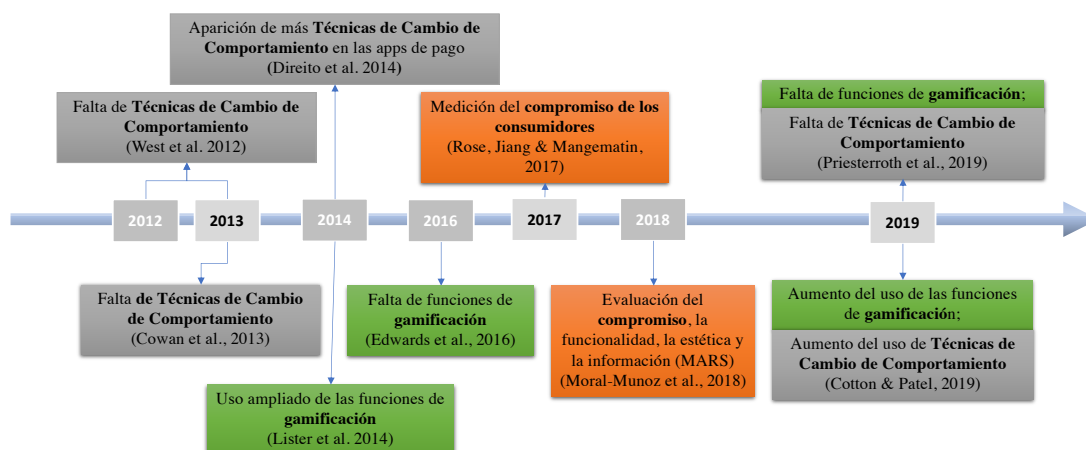 Aparición de más Técnicas de Cambio de
Comportamiento en las apps de pago
(Direito et al. 2014)
Falta de Técnicas de Cambio de
Comportamiento
(West et al. 2012)
Medición del compromiso de los
consumidores
(Rose, Jiang & Mangematin,
2017)
Falta de funciones de gamificación;
Falta de Técnicas de Cambio de
Comportamiento
(Priesterroth et al., 2019)
2012
2013
2014
2016
2017
2018
2019
Falta de Técnicas de Cambio
de Comportamiento
(Cowan et al., 2013)
Uso ampliado de las funciones de
gamificación
(Lister et al. 2014)
Falta de funciones de
gamificación
(Edwards et al., 2016)
Evaluación del
compromiso, la
funcionalidad, la estética y
la información (MARS)
(Moral-Munoz et al., 2018)
Aumento del uso de las funciones
de gamificación;
Aumento del uso de Técnicas de
Cambio de Comportamiento
(Cotton & Patel, 2019)